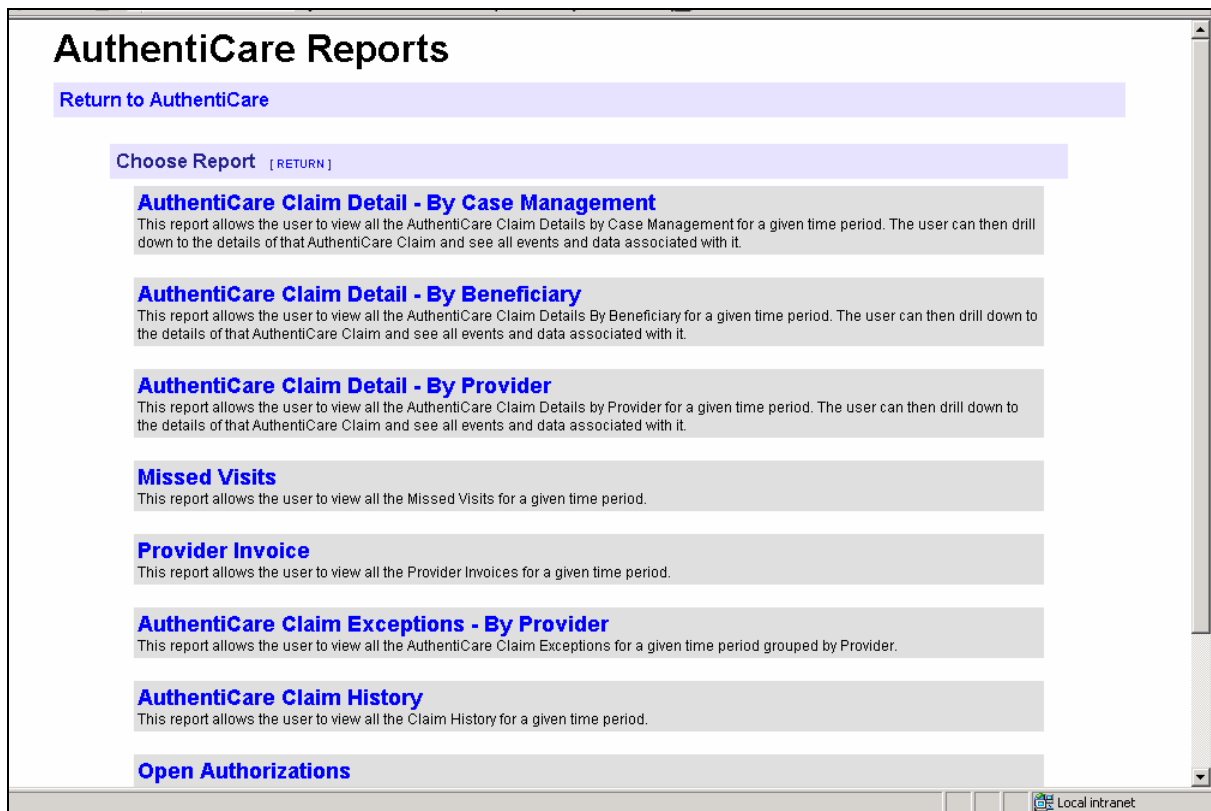 AuthentiCare Reports
Return to AuthentiCare
Choose Report [ RETURN ]
AuthentiCare Claim Detail - By Case Management
This report allows the user to view all the AuthentiCare Claim Details by Case Management for a given time period. The user can then drill
down to the details of that AuthentiCare Claim and see all events and data associated with it.
AuthentiCare Claim Detail - By Beneficiary
This report allows the user to view all the AuthentiCare Claim Details By Beneficiary for a given time period. The user can then drill down to
the details of that AuthentiCare Claim and see all events and data associated with it.
AuthentiCare Claim Detail - By Provider
This report allows the user to view all the AuthentiCare Claim Details by Provider for a given time period. The user can then drill down to
the details of that AuthentiCare Claim and see all events and data associated with it.
Missed Visits
This report allows the user to view all the Missed Visits for a given time period.
Provider Invoice
This report allows the user to view all the Provider Invoices for a given time period.
AuthentiCare Claim Exceptions - By Provider
This report allows the user to view all the AuthentiCare Claim Exceptions for a given time period grouped by Provider.
AuthentiCare Claim History
This report allows the user to view all the Claim History for a given time period.
Open Authorizations
Local intranet